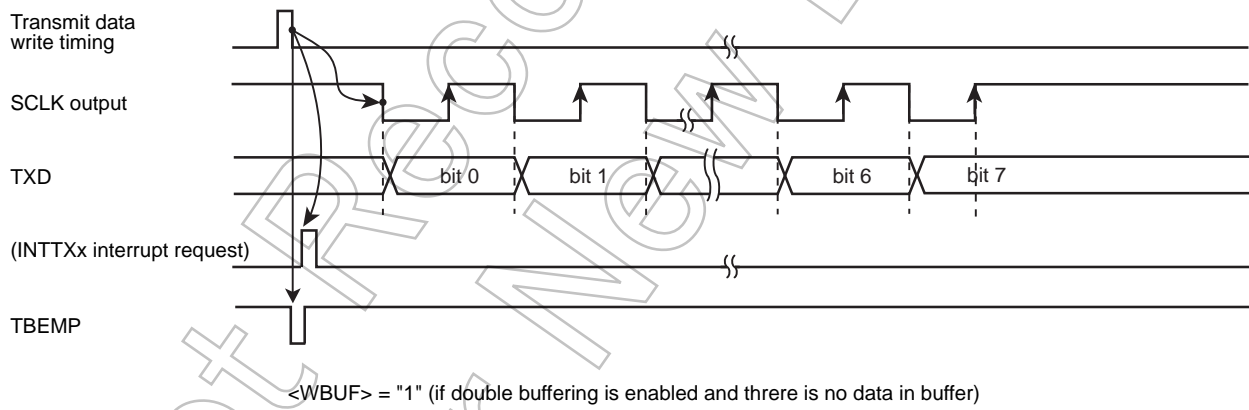 Transmit data
write timing
SCLK output
TXD
bit 0
bit 1
bit 6
bit 7
(INTTXx interrupt request)
TBEMP
<WBUF> = "1" (if double buffering is enabled and threre is no data in buffer)